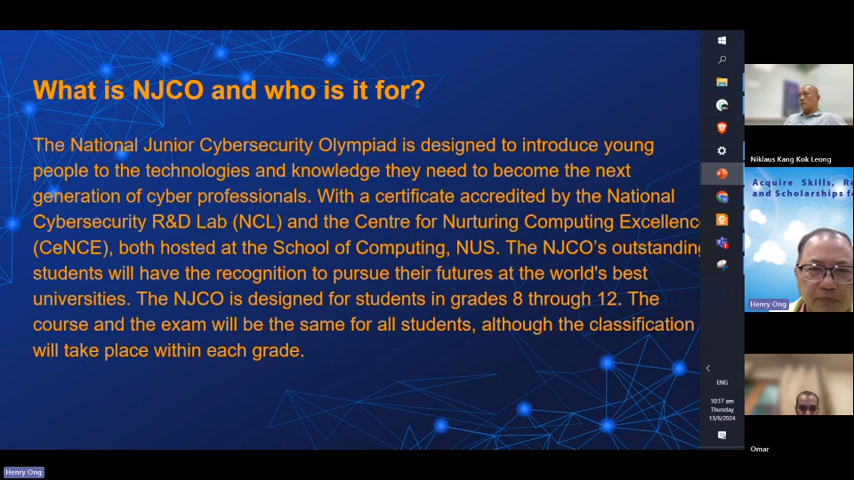 What is NJCO and who is it for?
The National Junior Cybersecurity Olympiad is designed to introduce young
people to the technologies and knowledge they need to become the next
generation of cyber professionals. With a certificate accredited by the National
Cybersecurity R&D Lab (NCL) and the Centre for Nurturing Computing Excellenc
(CeNCE), both hosted at the School of Computing, NUS. The NJCO's outstanding
students will have the recognition to pursue their futures at the world's best
universities. The NJCO is designed for students in grades 8 through 12. The
course and the exam will be the same for all students, although the classification
will take place within each grade.
ENG
10:17 am
Thursday
13/6/2024
Niklaus Kang Kok Leong
Acquire Skills, Re
and Scholarships f
Henry Ong
Omar
Henry Ong